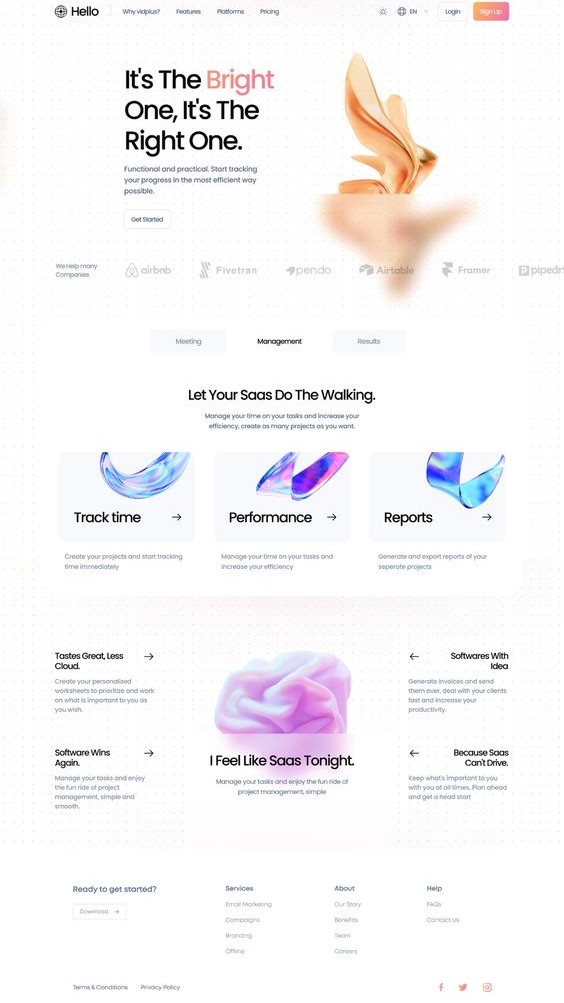 Hello
Why vidplus?
Features
Platforms
Pricing
EN
Login
Sign Up
It's The Bright
One, It's The
Right One.
Functional and practical. Start tracking
your progress in the most efficient way
possible.
Get Started
We Help many
Companies
airbnb
Fivetran
pendo
Airtable
Framer
pipedri
Meeting
Management
Results
Let Your Saas Do The Walking.
Manage your time on your tasks and increase your
efficiency, create as many projects as you want.
Track time
Performance
Reports
Create your projects and start tracking
time immediately
Manage your time on your tasks and
increase your efficiency
Generate and export reports of your
seperate projects
Tastes Great, Less
Cloud.
Create your personalized
worksheets to prioritize and work
on what is important to you as
you wish.
Softwares With
Idea
Generate invoices and send
them over, deal with your clients
fast and increase your
productivity.
Software Wins
Again.
Manage your tasks and enjoy
the fun ride of project
management, simple and
smooth.
I Feel Like Saas Tonight.
Manage your tasks and enjoy the fun ride of
project management, simple
Because Saas
Can't Drive.
Keep what's important to you
with you at all times. Plan ahead
and get a head start
Ready to get started?
Download
Services
Email Marketing
Campaigns
Branding
Offline
About
Our Story
Benefits
Team
Careers
Help
FAQs
Contact Us
Terms & Conditions
Privacy Policy